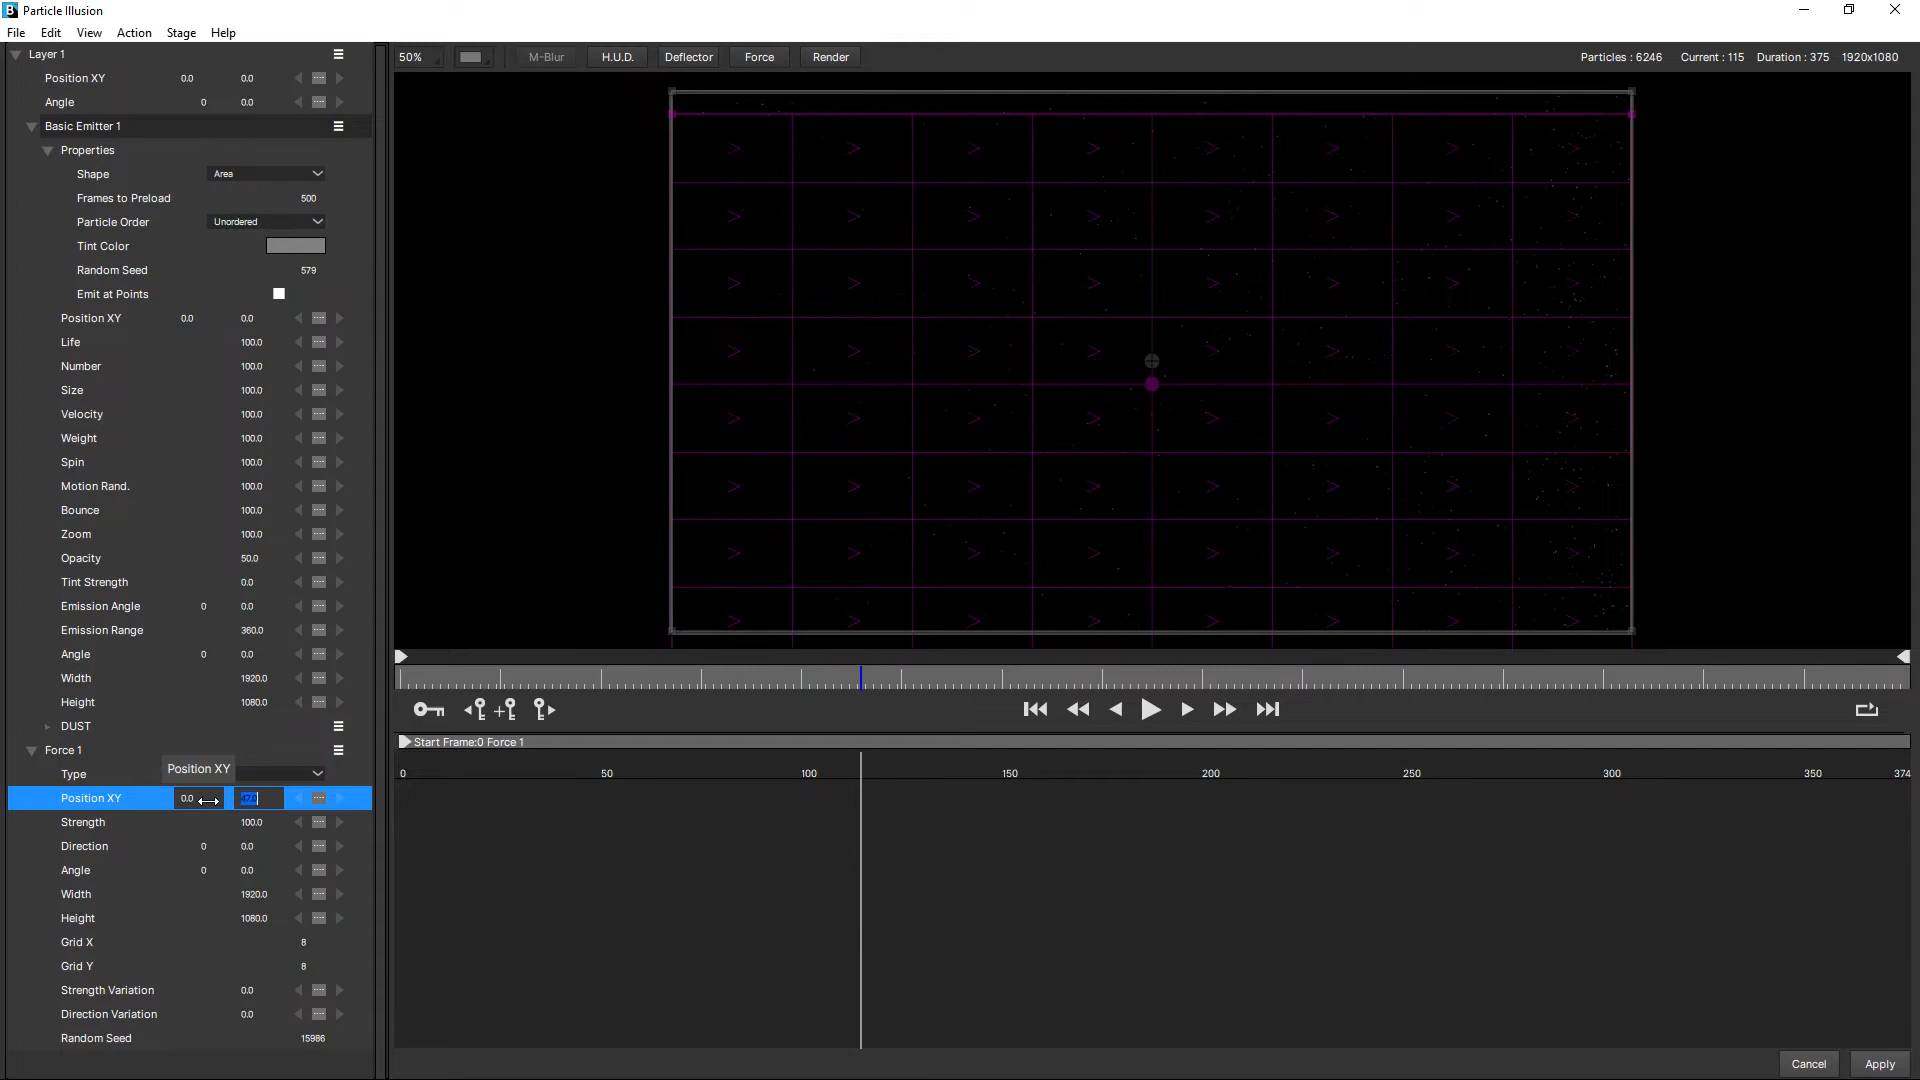 Particle Illusion
File Edit View Action Stage Help
Layer 1
50% M-Blur H.U.D. Deflector Force Render Particles : 6246 Current : 115 Duration : 375 1920x1080
Position XY 0.0 0.0
Angle 0 0.0
Basic Emitter 1
Properties
Shape Area
Frames to Preload 500
Particle Order Unordered
Tint Color
Random Seed 579
Emit at Points
Position XY 0.0 0.0
Life 100.0
Number 100.0
Size 100.0
Velocity 100.0
Weight 100.0
Spin 100.0
Motion Rand. 100.0
Bounce 100.0
Zoom 100.0
Opacity 50.0
Tint Strength 0.0
Emission Angle 0 0.0
Emission Range 360.0
Angle 0 0.0
Width 1920.0
Height 1080.0
DUST
Force 1
Start Frame:0 Force 1
Position XY
Type
0 50 100 150 200 250 300 350 374
Position XY 0.0 47.0
Strength 100.0
Direction 0 0.0
Angle 0 0.0
Width 1920.0
Height 1080.0
Grid X 8
Grid Y 8
Strength Variation 0.0
Direction Variation 0.0
Random Seed 15986
Cancel Apply